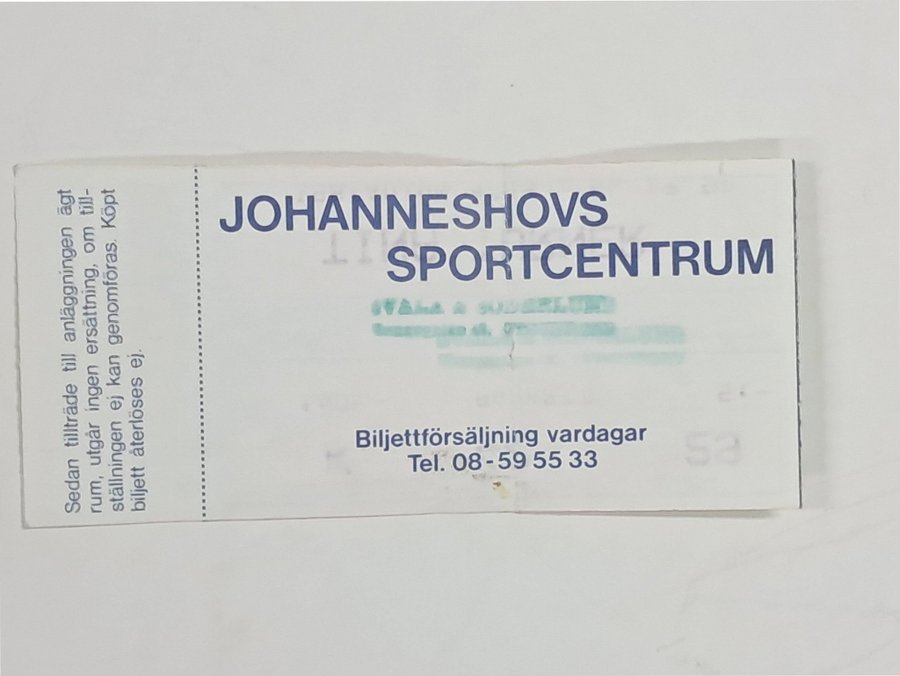 JOHANNESHOVS
SPORTCENTRUM
Biljettförsäljning vardagar
Tel. 08-59 55 33
Sedan tillträde till anläggningen ägt
rum, utgår ingen ersättning, om till-
ställningen ej kan genomföras. Köpt
biljett återlöses ej.